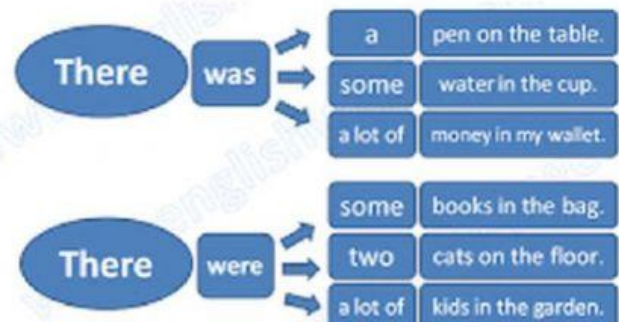 There was
a pen on the table.
some water in the cup.
a lot of money in my wallet.
There were
some books in the bag.
two cats on the floor.
a lot of kids in the garden.